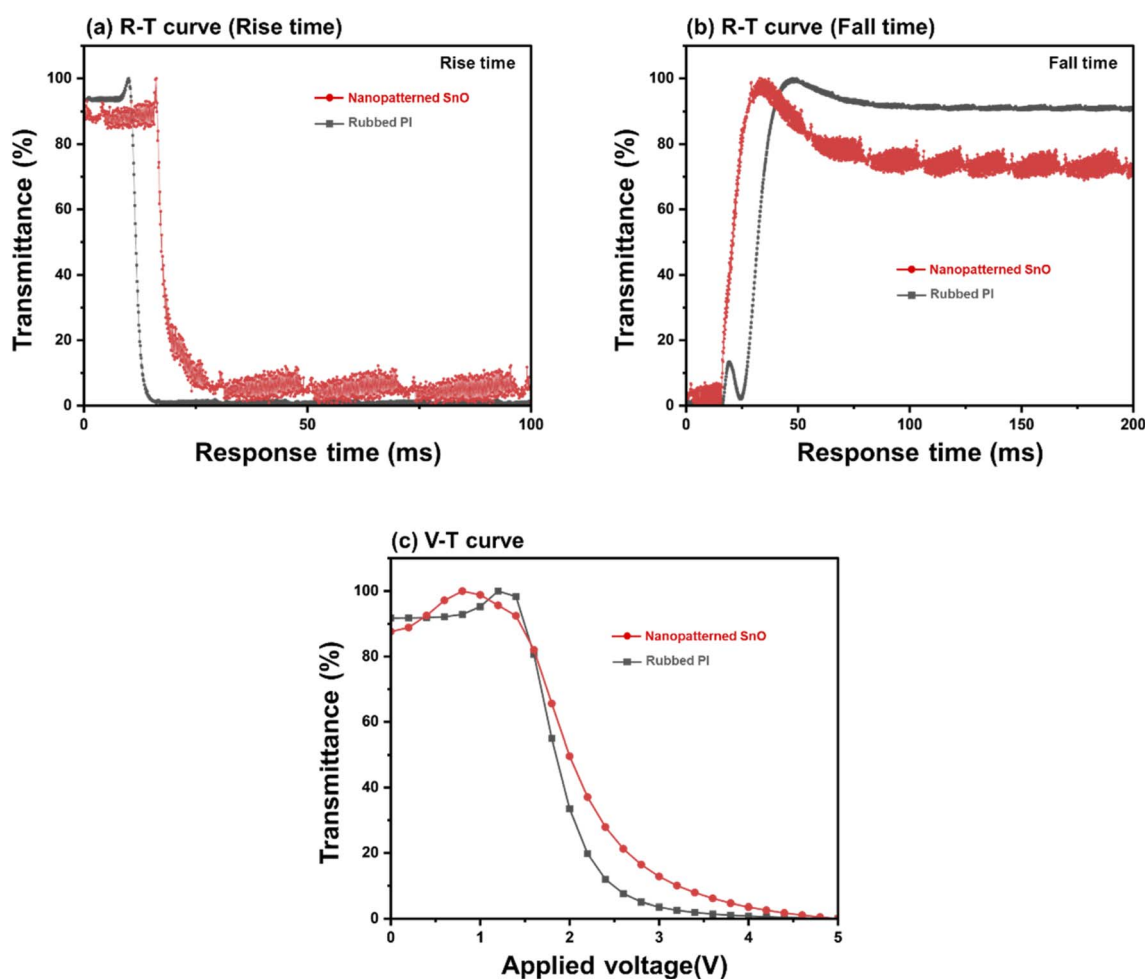 (a) R-T curve (Rise time)
Rise time
Nanopatterned SnO
Rubbed PI
Transmittance (%)
100
80
60
40
20
0
0
50
100
Response time (ms)
(b) R-T curve (Fall time)
Fall time
Nanopatterned SnO
Rubbed PI
Transmittance (%)
100
80
60
40
20
0
0
50
100
150
200
Response time (ms)
(c) V-T curve
Nanopatterned SnO
Rubbed PI
Transmittance (%)
100
80
60
40
20
0
0
1
2
3
4
5
Applied voltage(V)